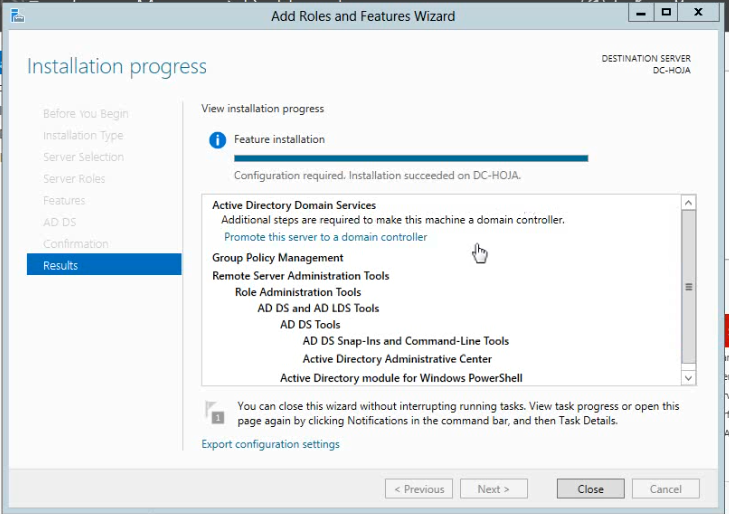 Add Roles and Features Wizard
Installation progress
DESTINATION SERVER
DC-HOJA
Before You Begin
Installation Type
Server Selection
Server Roles
Features
AD DS
Confirmation
Results
View installation progress
Feature installation
Configuration required. Installation succeeded on DC-HOJA.
Active Directory Domain Services
Additional steps are required to make this machine a domain controller.
Promote this server to a domain controller
Group Policy Management
Remote Server Administration Tools
Role Administration Tools
AD DS and AD LDS Tools
AD DS Tools
AD DS Snap-Ins and Command-Line Tools
Active Directory Administrative Center
Active Directory module for Windows PowerShell
1
You can close this wizard without interrupting running tasks. View task progress or open this
page again by clicking Notifications in the command bar, and then Task Details.
Export configuration settings
< Previous
Next >
Close
Cancel